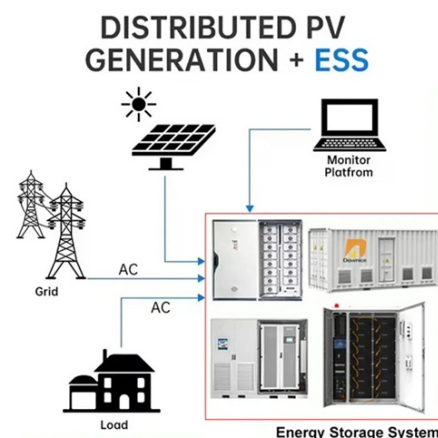 DISTRIBUTED PV
GENERATION + ESS
Monitor
Platfrom
AC
Grid
AC
Load
Energy Storage System